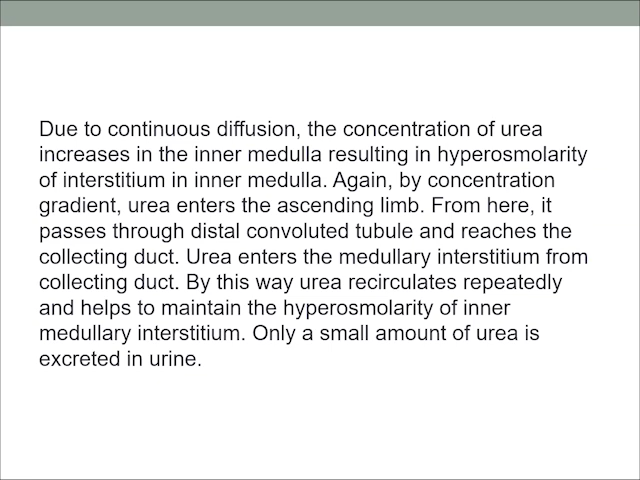 Due to continuous diffusion, the concentration of urea
increases in the inner medulla resulting in hyperosmolarity
of interstitium in inner medulla. Again, by concentration
gradient, urea enters the ascending limb. From here, it
passes through distal convoluted tubule and reaches the
collecting duct. Urea enters the medullary interstitium from
collecting duct. By this way urea recirculates repeatedly
and helps to maintain the hyperosmolarity of inner
medullary interstitium. Only a small amount of urea is
excreted in urine.